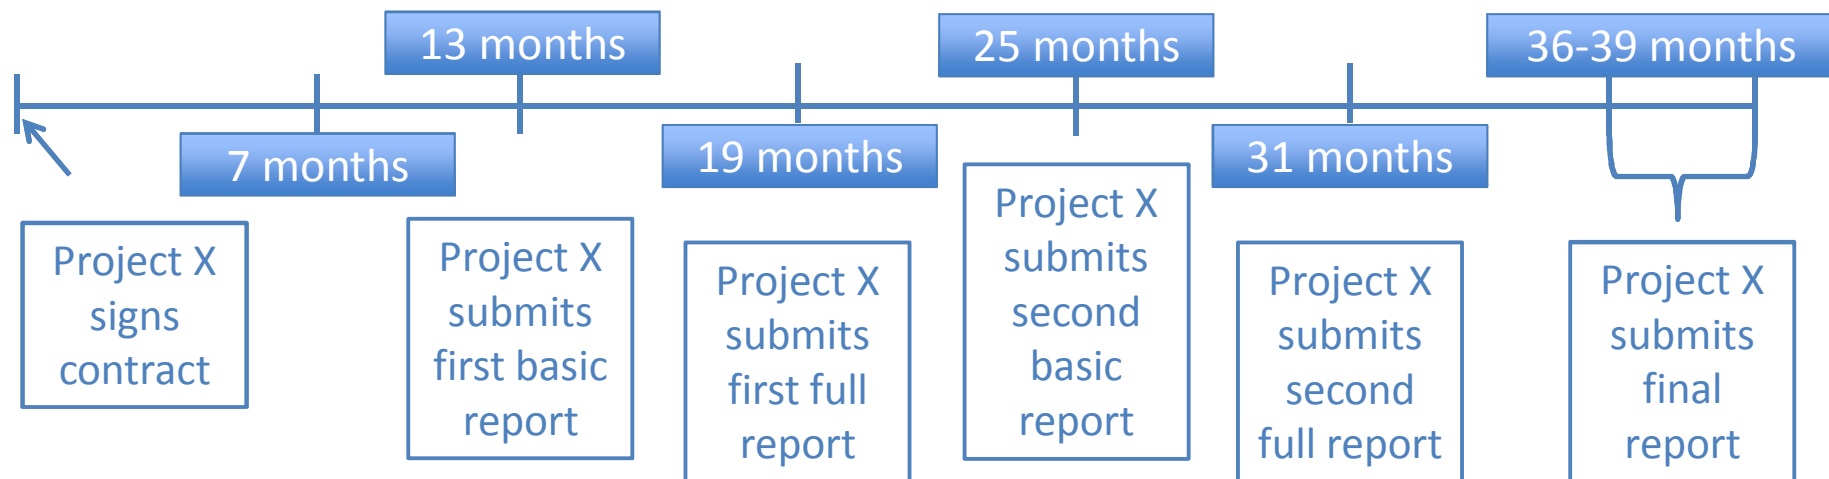 13 months
25 months
36-39 months
7 months
19 months
31 months
Project X
signs
contract
Project X
submits
first basic
report
Project X
submits
first full
report
Project X
submits
second
basic
report
Project X
submits
second
full report
Project X
submits
final
report